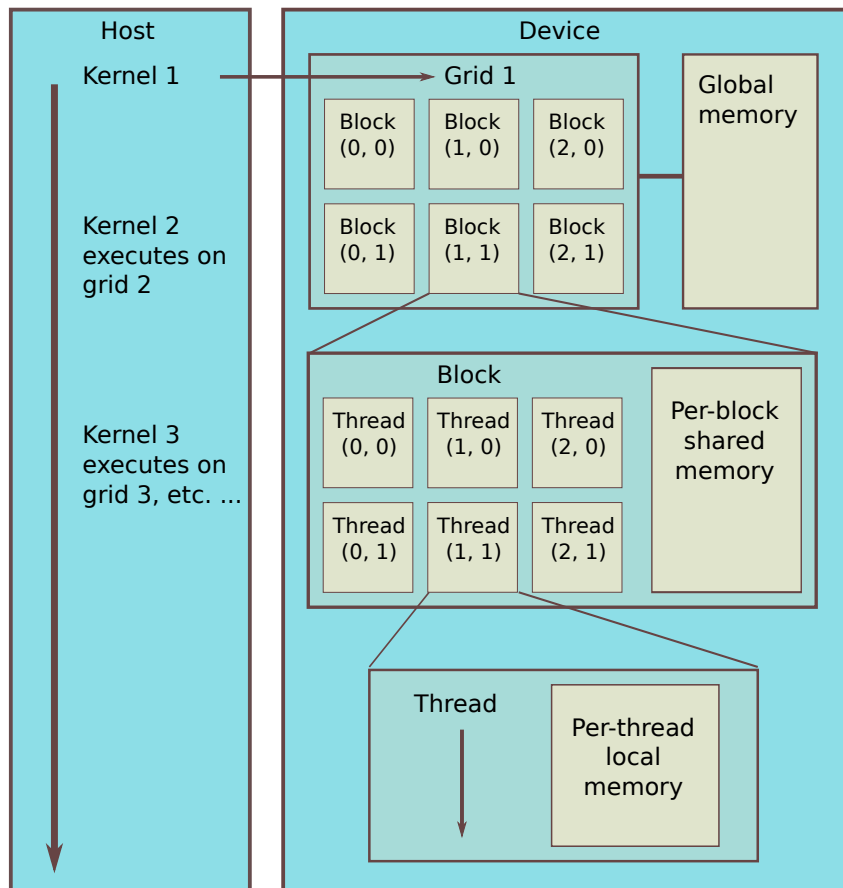 Host
Kernel 1
Kernel 2
executes on
grid 2
Kernel 3
executes on
grid 3, etc. ...
Device
Grid 1
Block
(0, 0)
Block
(1, 0)
Block
(2, 0)
Block
(0, 1)
Block
(1, 1)
Block
(2, 1)
Global
memory
Block
Thread
(0, 0)
Thread
(1, 0)
Thread
(2, 0)
Thread
(0, 1)
Thread
(1, 1)
Thread
(2, 1)
Per-block
shared
memory
Thread
Per-thread
local
memory